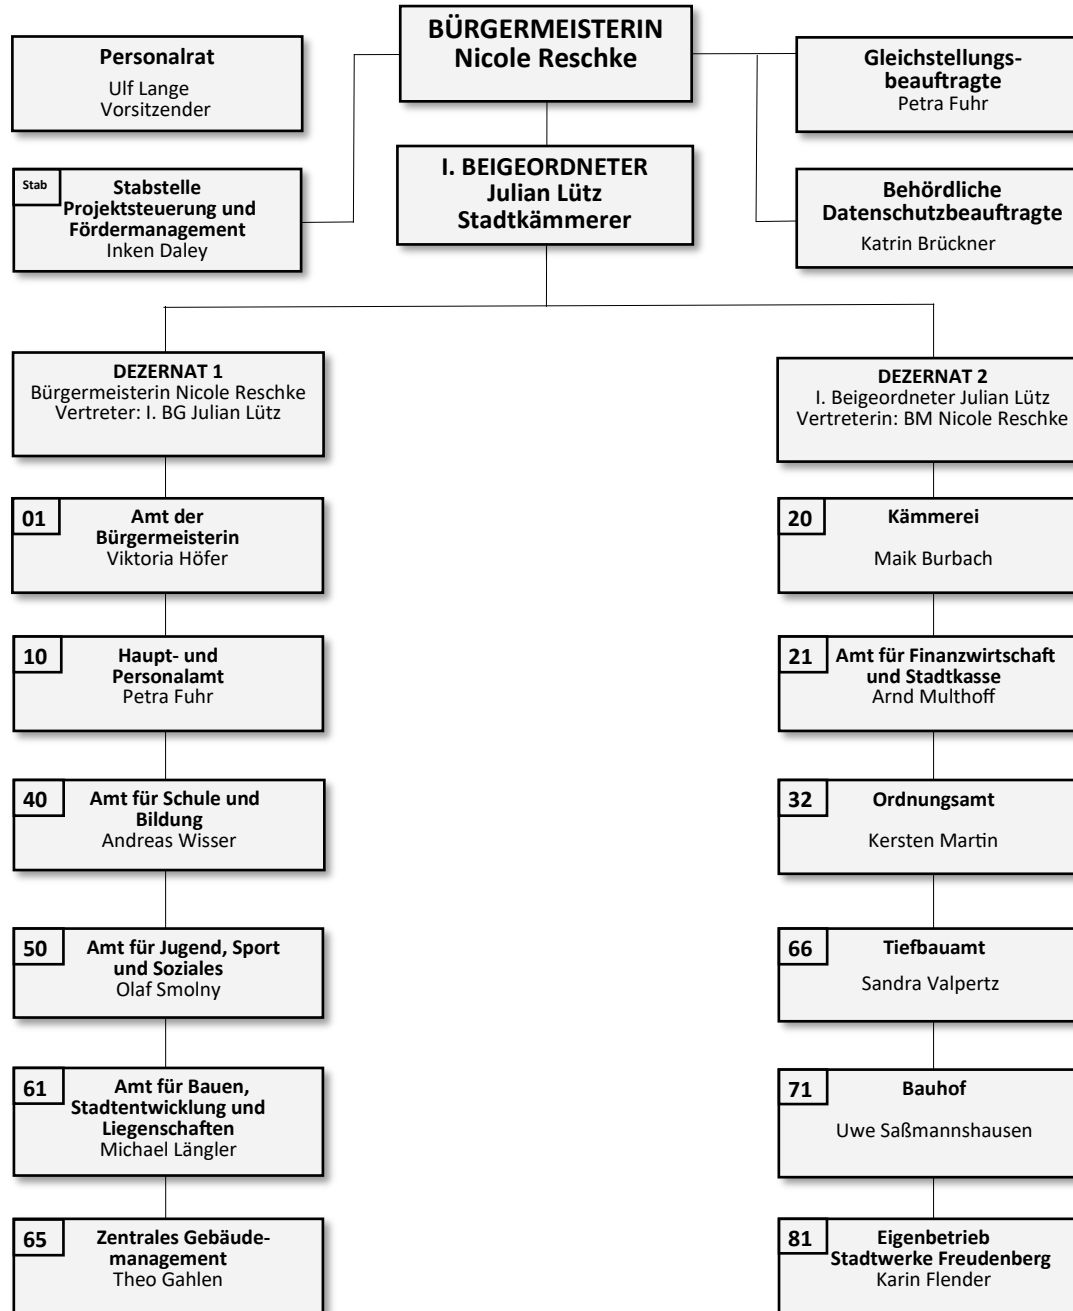 BÜRGERMEISTERIN
Nicole Reschke
Personalrat
Ulf Lange
Vorsitzender
Gleichstellungs-
beauftragte
Petra Fuhr
I. BEIGEORDNETER
Julian Lütz
Stadtkämmerer
Stab
Stabstelle
Projektsteuerung und
Fördermanagement
Inken Daley
Behördliche
Datenschutzbeauftragte
Katrin Brückner
DEZERNAT 1
Bürgermeisterin Nicole Reschke
Vertreter: I. BG Julian Lütz
DEZERNAT 2
I. Beigeordneter Julian Lütz
Vertreterin: BM Nicole Reschke
01
Amt der
Bürgermeisterin
Viktoria Höfer
20
Kämmerei
Maik Burbach
10
Haupt- und
Personalamt
Petra Fuhr
21
Amt für Finanzwirtschaft
und Stadtkasse
Arnd Multhoff
40
Amt für Schule und
Bildung
Andreas Wisser
32
Ordnungsamt
Kersten Martin
50
Amt für Jugend, Sport
und Soziales
Olaf Smolny
66
Tiefbauamt
Sandra Valpertz
61
Amt für Bauen,
Stadtentwicklung und
Liegenschaften
Michael Längler
71
Bauhof
Uwe Saßmannshausen
65
Zentrales Gebäude-
management
Theo Gahlen
81
Eigenbetrieb
Stadtwerke Freudenberg
Karin Flender